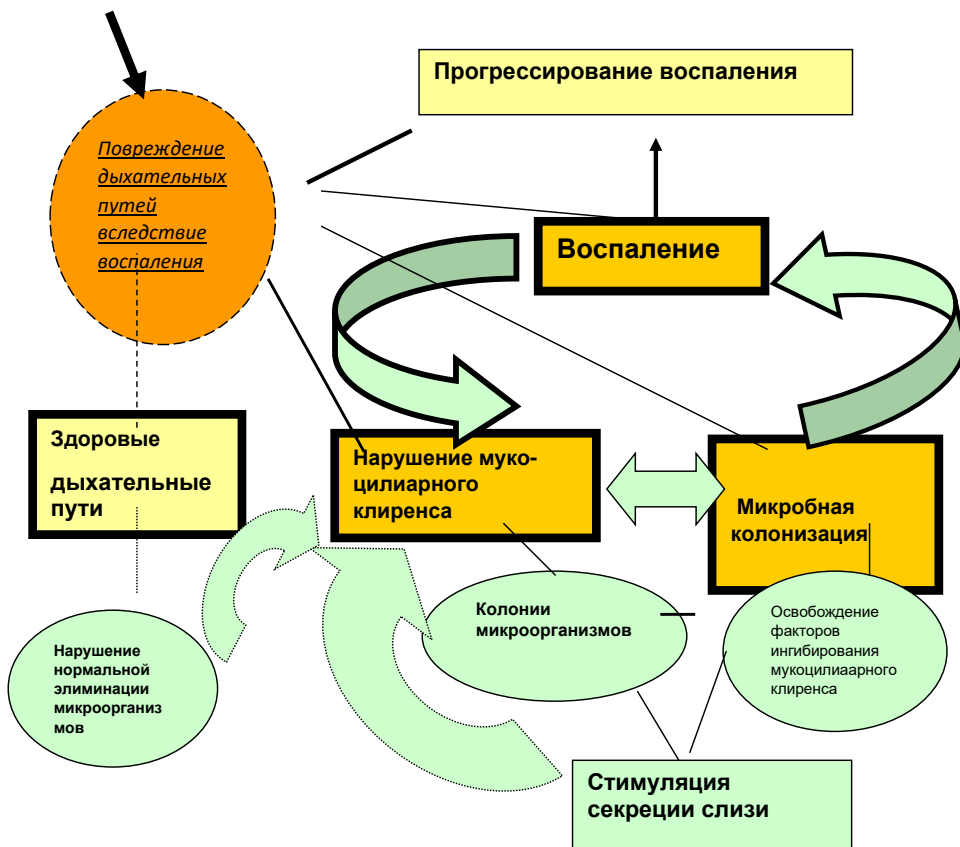 Прогрессирование воспаления
Повреждение
дыхательных
путей
вследствие
воспаления
Воспаление
Здоровые
дыхательные
пути
Нарушение муко-
цилиарного
клиренса
Микробная
колонизация
Колонии
микроорганизмов
Освобождение
факторов
ингибирования
мукоцилиаарного
клиренса
Нарушение
нормальной
элиминации
микроорганиз
мов
Стимуляция
секреции слизи